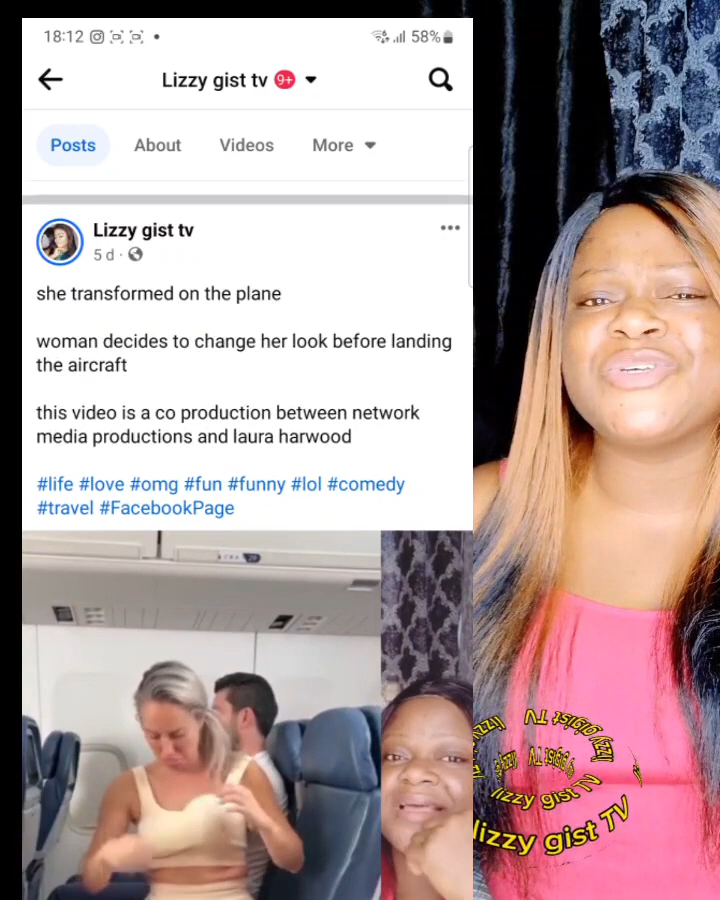 18:12
58%
Lizzy gist tv 9+
Posts About Videos More
Lizzy gist tv
5 d ·
she transformed on the plane
woman decides to change her look before landing
the aircraft
this video is a co production between network
media productions and laura harwood
#life #love #omg #fun #funny #lol #comedy
#travel #FacebookPage
lizzy gist TV
lizzy gist TV